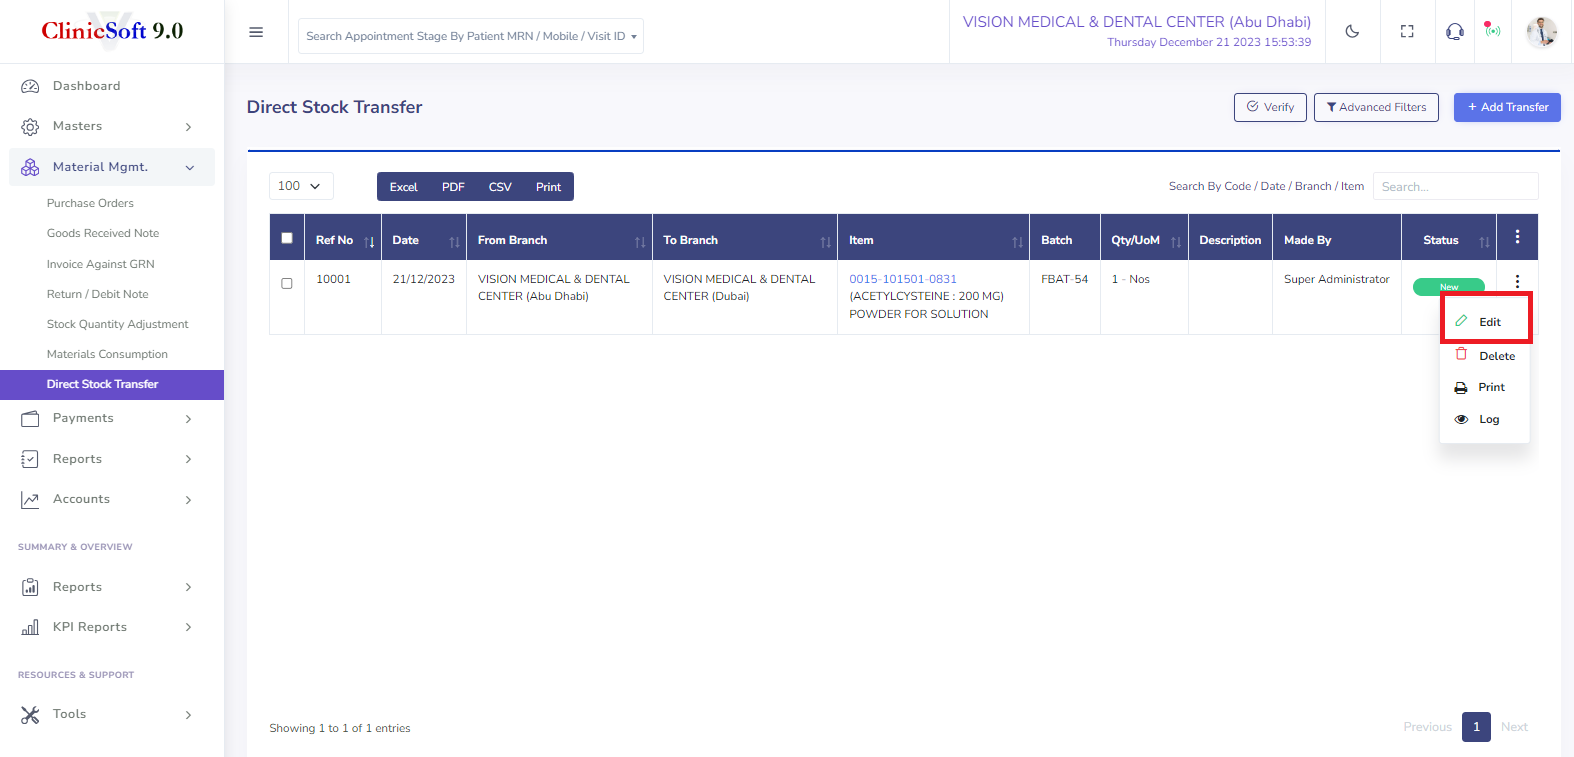 ClinicSoft 9.0
Search Appointment Stage By Patient MRN / Mobile / Visit ID
VISION MEDICAL & DENTAL CENTER (Abu Dhabi)
Thursday December 21 2023 15:53:39
Dashboard
Masters
Material Mgmt.
Purchase Orders
Goods Received Note
Invoice Against GRN
Return / Debit Note
Stock Quantity Adjustment
Materials Consumption
Direct Stock Transfer
Payments
Reports
Accounts
SUMMARY & OVERVIEW
Reports
KPI Reports
RESOURCES & SUPPORT
Tools
Direct Stock Transfer
Verify
Advanced Filters
+ Add Transfer
100
Excel PDF CSV Print
Search By Code / Date / Branch / Item
Search...
Ref No Date From Branch To Branch Item Batch Qty/UoM Description Made By Status
10001 21/12/2023 VISION MEDICAL & DENTAL VISION MEDICAL & DENTAL 0015-101501-0831 FBAT-54 1 - Nos Super Administrator New
CENTER (Abu Dhabi) CENTER (Dubai) (ACETYLCYSTEINE : 200 MG)
POWDER FOR SOLUTION
Edit
Delete
Print
Log
Showing 1 to 1 of 1 entries
Previous 1 Next